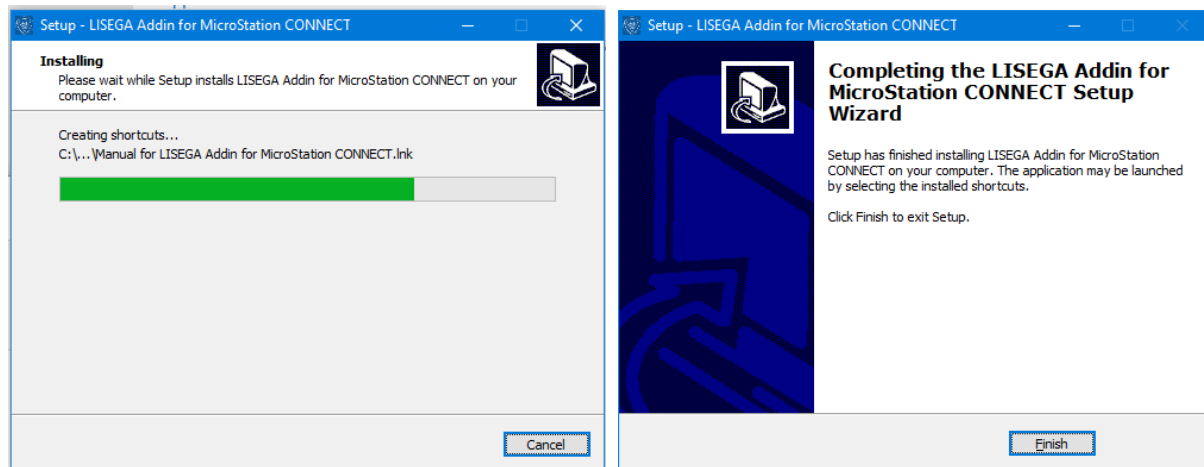 Setup - LISEGA Addin for MicroStation CONNECT
Installing
Please wait while Setup installs LISEGA Addin for MicroStation CONNECT on your
computer.
Creating shortcuts...
C:\...\Manual for LISEGA Addin for MicroStation CONNECT.lnk
Cancel
Setup - LISEGA Addin for MicroStation CONNECT
Completing the LISEGA Addin for
MicroStation CONNECT Setup
Wizard
Setup has finished installing LISEGA Addin for MicroStation
CONNECT on your computer. The application may be launched
by selecting the installed shortcuts.
Click Finish to exit Setup.
Finish